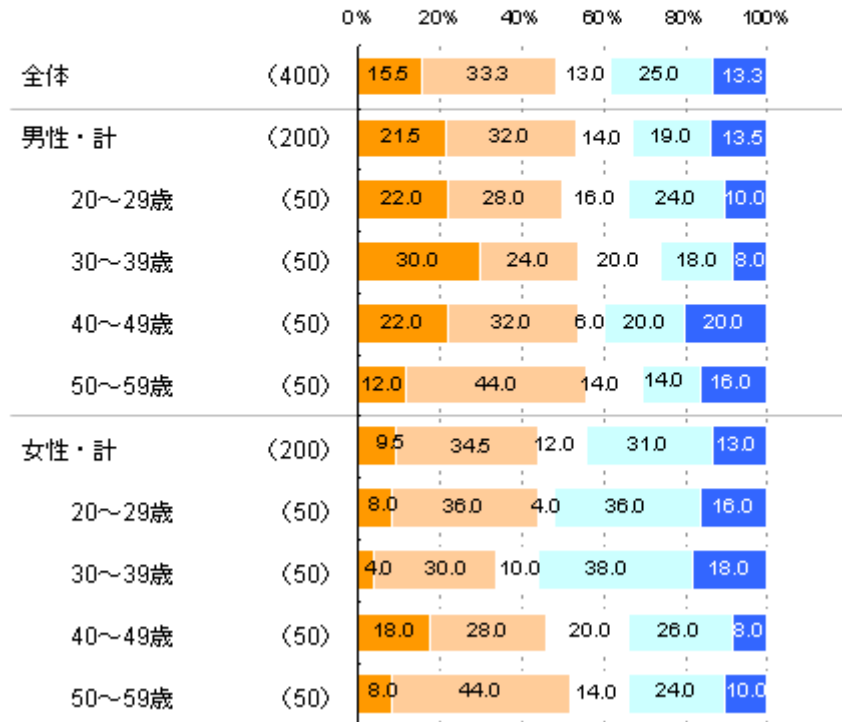 0% 20% 40% 60% 80% 100%
全体 (400) 15.5 33.3 13.0 25.0 13.3
男性・計 (200) 21.5 32.0 14.0 19.0 13.5
20～29歳 (50) 22.0 28.0 16.0 24.0 10.0
30～39歳 (50) 30.0 24.0 20.0 18.0 8.0
40～49歳 (50) 22.0 32.0 6.0 20.0 20.0
50～59歳 (50) 12.0 44.0 14.0 14.0 16.0
女性・計 (200) 9.5 34.5 12.0 31.0 13.0
20～29歳 (50) 8.0 36.0 4.0 36.0 16.0
30～39歳 (50) 4.0 30.0 10.0 38.0 18.0
40～49歳 (50) 18.0 28.0 20.0 26.0 8.0
50～59歳 (50) 8.0 44.0 14.0 24.0 10.0